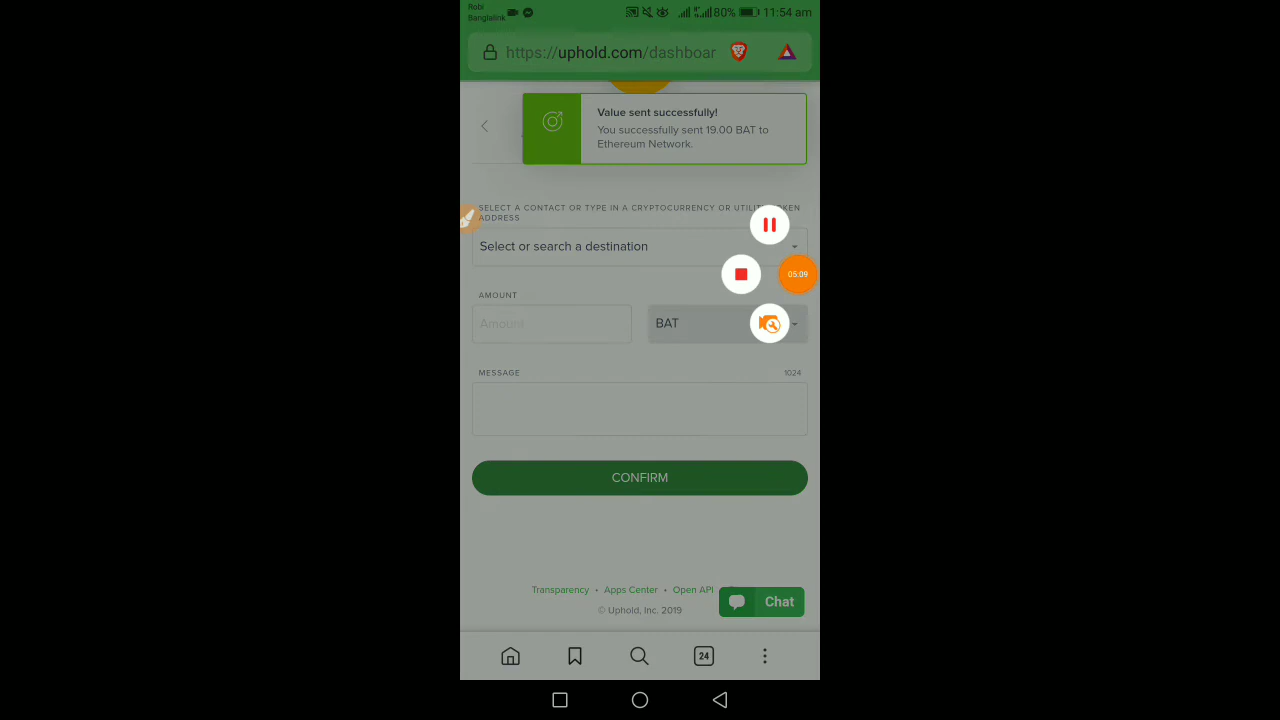 Robi
Banglalink
80% 11:54 am
https://uphold.com/dashboar
Value sent successfully!
You successfully sent 19.00 BAT to
Ethereum Network.
SELECT A CONTACT OR TYPE IN A CRYPTOCURRENCY OR UTILITY TOKEN
ADDRESS
Select or search a destination
05:09
AMOUNT
Amount
BAT
MESSAGE
1024
CONFIRM
Transparency • Apps Center • Open API •
© Uphold, Inc. 2019
Chat
24